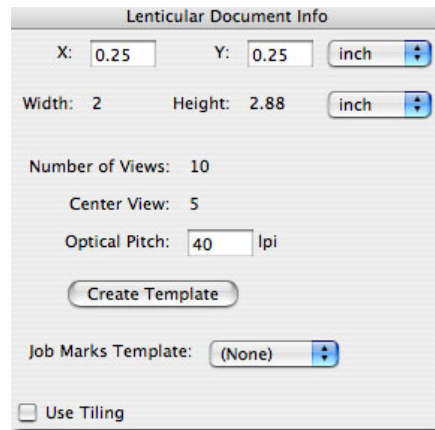 Lenticular Document Info
X: 0.25 Y: 0.25 inch
Width: 2 Height: 2.88 inch
Number of Views: 10
Center View: 5
Optical Pitch: 40 lpi
Create Template
Job Marks Template: (None)
Use Tiling